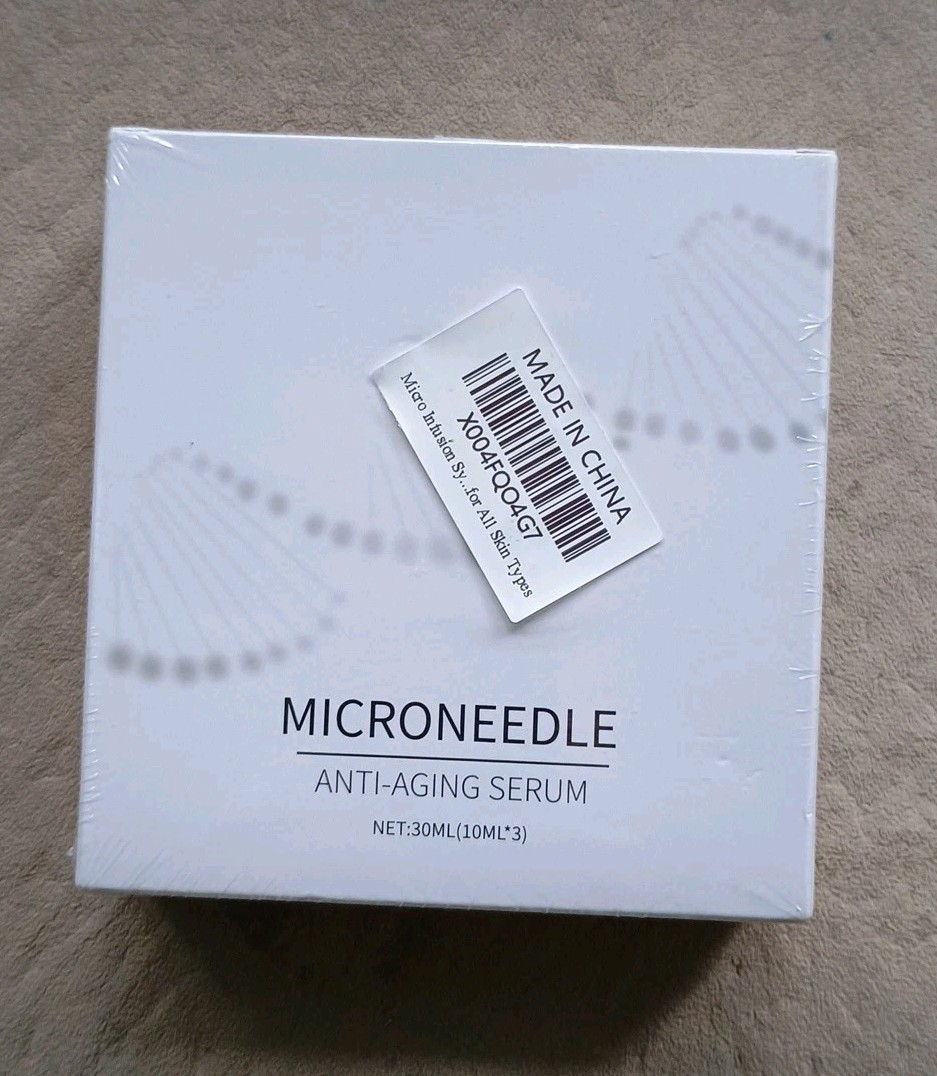 MADE IN CHINA
X004FQO4G7
Micro Infusion Sy...for All Skin Types
MICRONEEDLE
ANTI-AGING SERUM
NET:30ML(10ML*3)